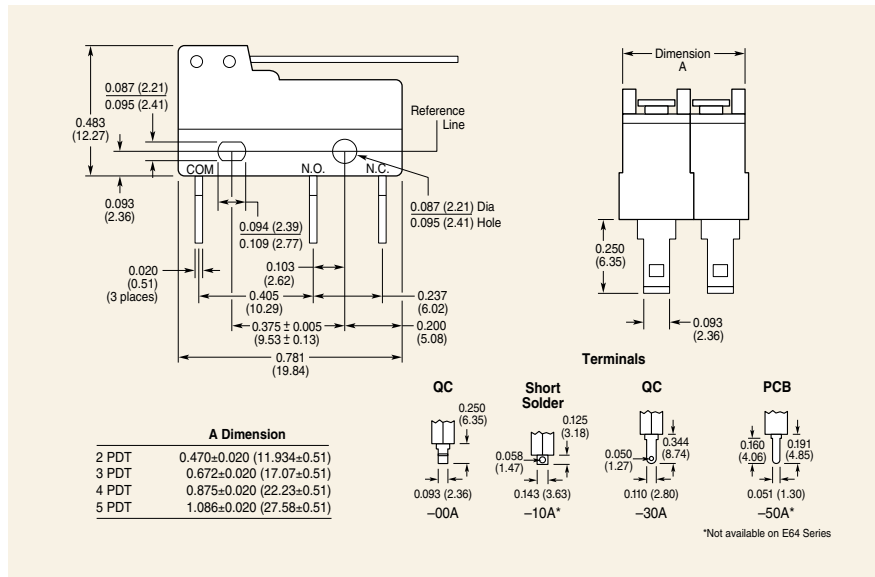 0.087 (2.21)
0.095 (2.41)
0.483
(12.27)
0.093
(2.36)
COM
N.O.
N.C.
Reference
Line
0.087 (2.21) Dia
0.095 (2.41) Hole
0.094 (2.39)
0.109 (2.77)
0.020
(0.51)
(3 places)
0.103
(2.62)
0.405
(10.29)
0.237
(6.02)
0.375 ± 0.005
(9.53 ± 0.13)
0.200
(5.08)
0.781
(19.84)
Dimension
A
0.250
(6.35)
0.093
(2.36)
A Dimension
2 PDT 0.470±0.020 (11.934±0.51)
3 PDT 0.672±0.020 (17.07±0.51)
4 PDT 0.875±0.020 (22.23±0.51)
5 PDT 1.086±0.020 (27.58±0.51)
Terminals
QC
0.250
(6.35)
0.093 (2.36)
–00A
Short
Solder
0.125
(3.18)
0.058
(1.47)
0.143 (3.63)
–10A*
QC
0.344
(8.74)
0.050
(1.27)
0.110 (2.80)
–30A
PCB
0.160
(4.06)
0.191
(4.85)
0.051 (1.30)
–50A*
*Not available on E64 Series